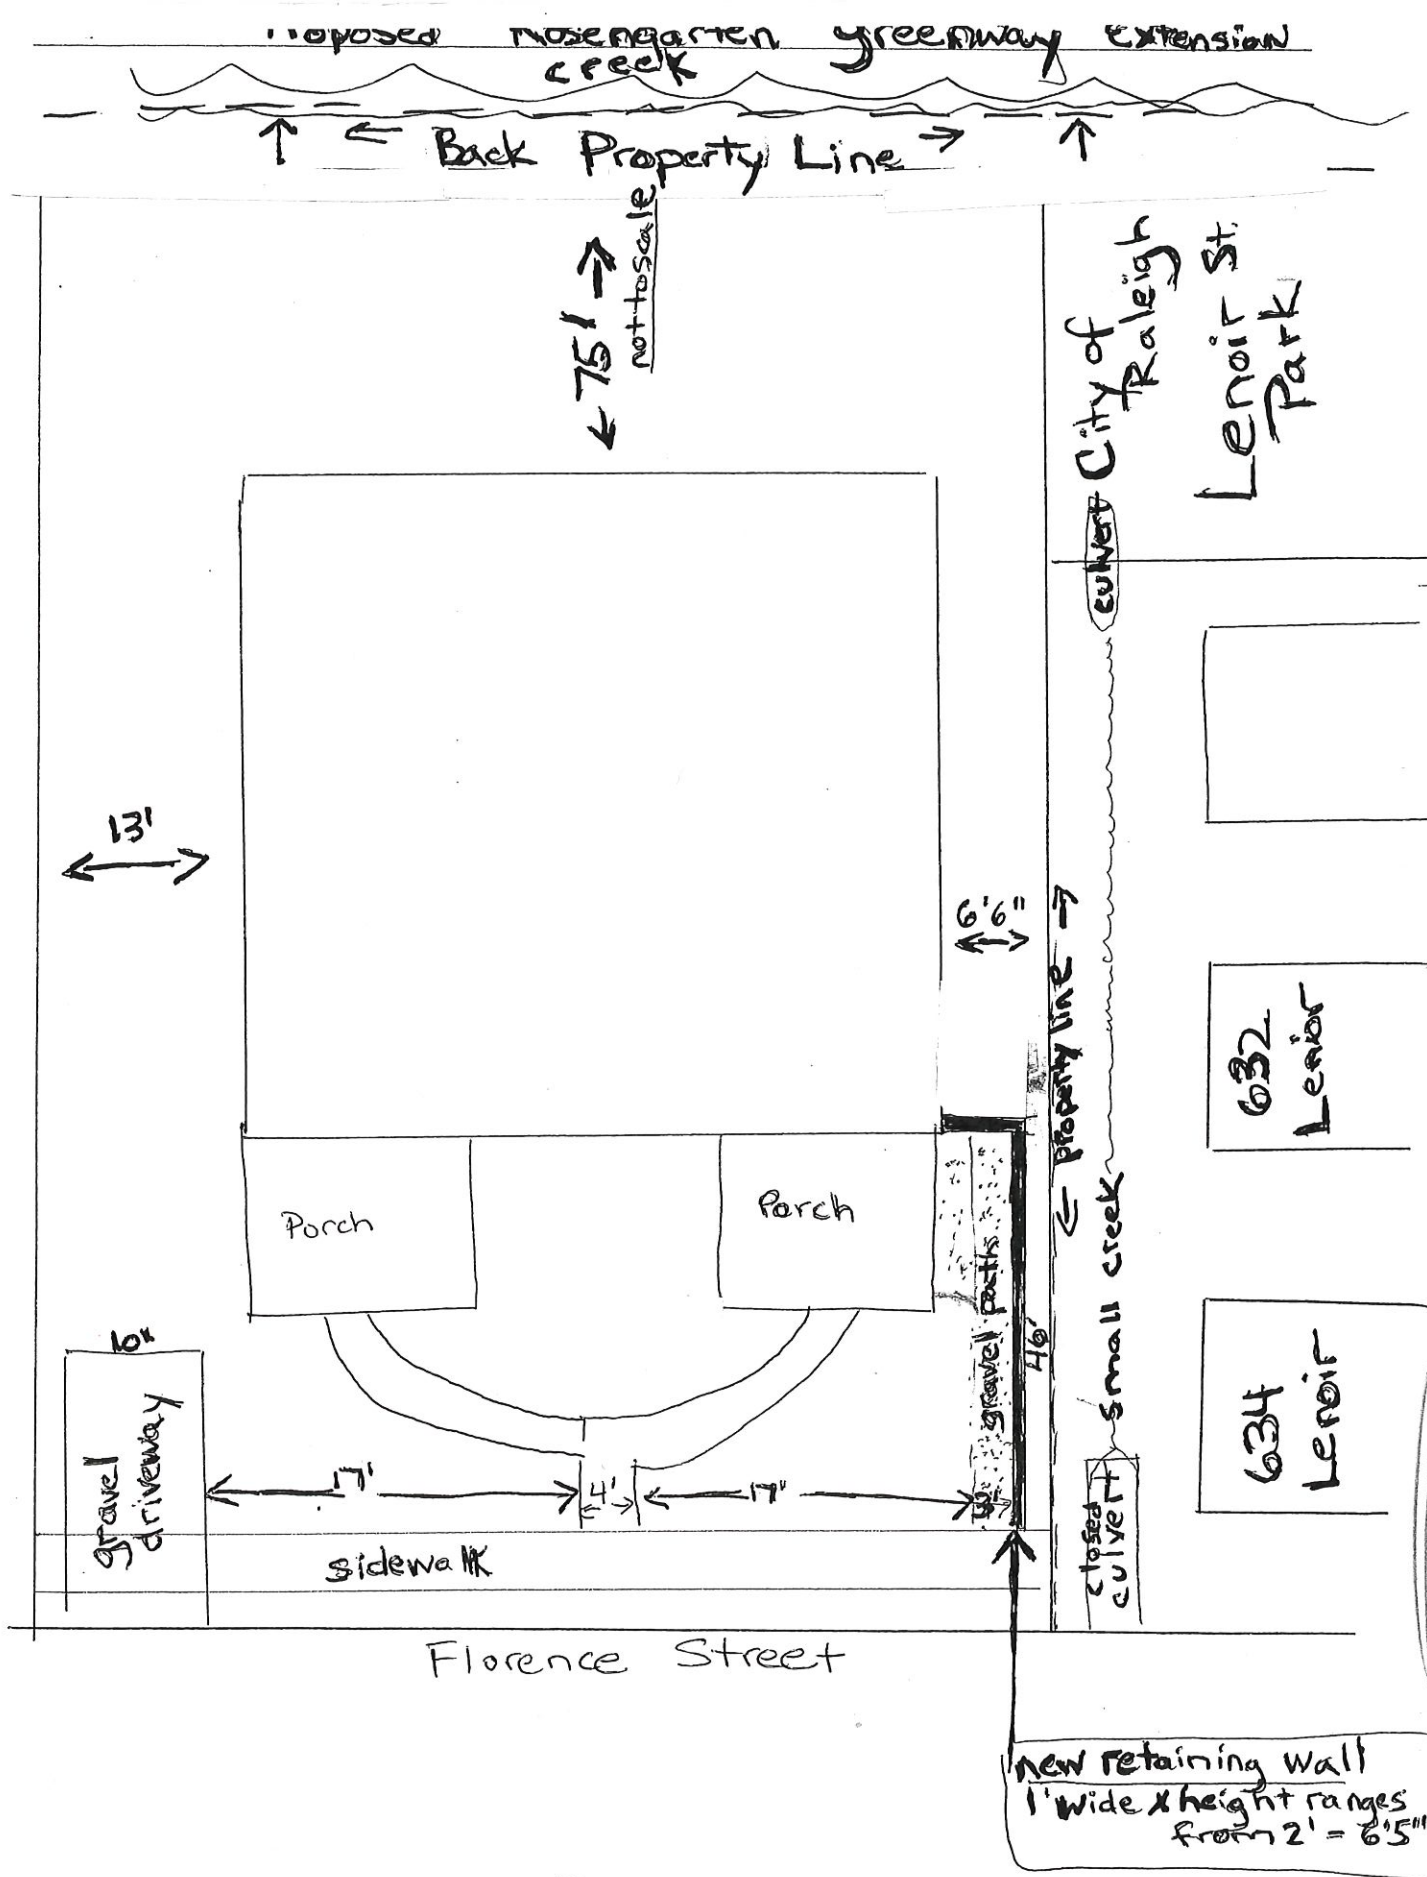 Proposed Rosengarten greenway extension
creek
← Back Property Line →
←75'→
not to scale
City of
Raleigh
Lenoir St.
Park
culvert
13'
6'6"
← property line →
632
Lenior
Porch
Porch
gravel paths
46'
small creek
10"
gravel
driveway
634
Lenoir
17'
4'
17"
3'
closed
culvert
sidewalk
Florence Street
new retaining wall
1' wide x height ranges
from 2' = 6'5"